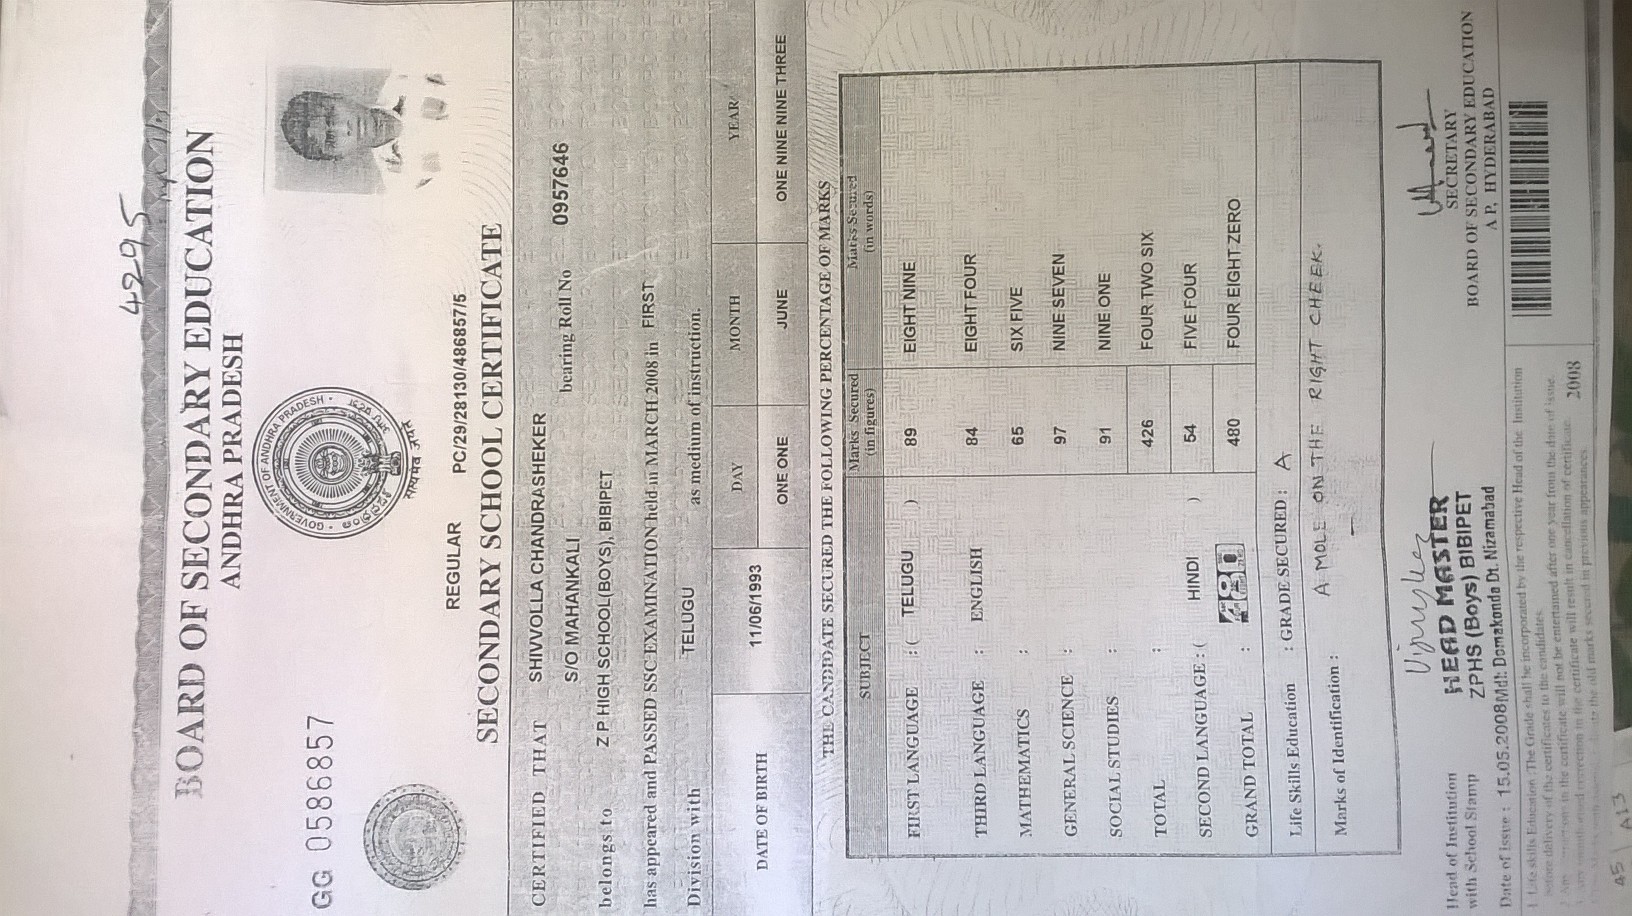 4295
BOARD OF SECONDARY EDUCATION
ANDHRA PRADESH
GOVERNMENT OF ANDHRA PRADESH
सत्यमेव जयते
GG 0586857
REGULAR PC/29/28130/4868575
SECONDARY SCHOOL CERTIFICATE
CERTIFIED THAT SHIVVOLLA CHANDRASHEKER
S/O MAHANKALI bearing Roll No 0957646
belongs to Z P HIGH SCHOOL(BOYS), BIBIPET
has appeared and PASSED SSC EXAMINATION held in MARCH 2008 in FIRST
Division with TELUGU as medium of instruction.
DATE OF BIRTH 11/06/1993 DAY MONTH YEAR
ONE ONE JUNE ONE NINE NINE THREE
THE CANDIDATE SECURED THE FOLLOWING PERCENTAGE OF MARKS
SUBJECT Marks Secured (in figures) Marks Secured (in words)
FIRST LANGUAGE : ( TELUGU ) 89 EIGHT NINE
THIRD LANGUAGE : ENGLISH 84 EIGHT FOUR
MATHEMATICS : 65 SIX FIVE
GENERAL SCIENCE : 97 NINE SEVEN
SOCIAL STUDIES : 91 NINE ONE
TOTAL : 426 FOUR TWO SIX
SECOND LANGUAGE : ( HINDI ) 54 FIVE FOUR
GRAND TOTAL : 480 480 FOUR EIGHT ZERO
Life Skills Education : GRADE SECURED : A
Marks of Identification : A MOLE ON THE RIGHT CHEEK.
Head of Institution
with School Stamp
HEAD MASTER
ZPHS (Boys) BIBIPET
Mdl: Domakonda Dt. Nizamabad
Date of issue : 15.05.2008
SECRETARY
BOARD OF SECONDARY EDUCATION
A P, HYDERABAD
1. Life skills Education :The Grade shall be incorporated by the respective Head of the Institution
before delivery of the certificates to the candidates.
in the certificate will not be entertained after one year from the date of issue.
in the certificate will result in cancellation of certificate. 2008
the old marks secured in previous appearances.
45 / A13